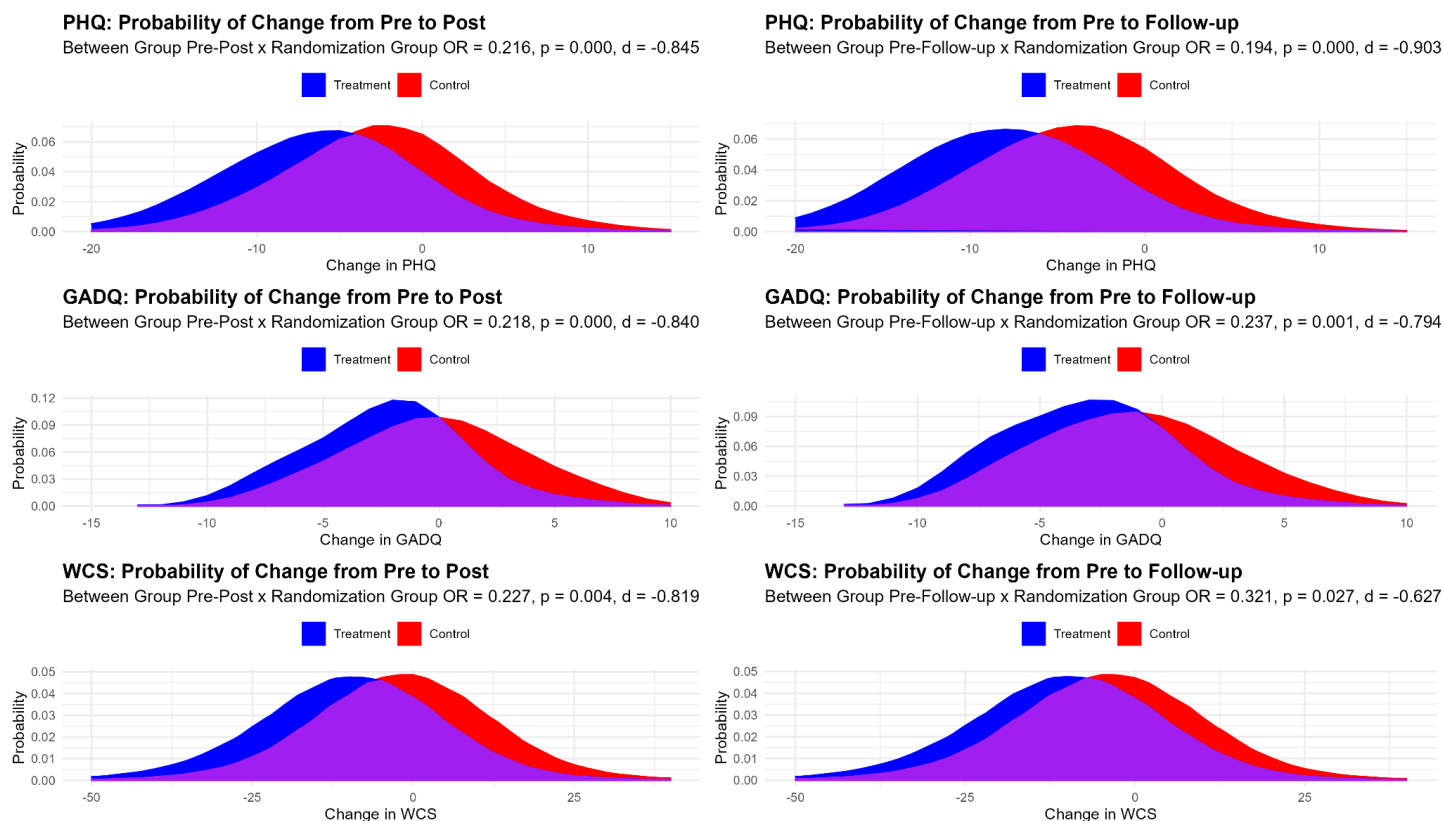 PHQ: Probability of Change from Pre to Post
Between Group Pre-Post x Randomization Group OR = 0.216, p = 0.000, d = -0.845
Treatment Control
Probability
0.06
0.04
0.02
0.00
-20 -10 0 10
Change in PHQ
PHQ: Probability of Change from Pre to Follow-up
Between Group Pre-Follow-up x Randomization Group OR = 0.194, p = 0.000, d = -0.903
Treatment Control
Probability
0.06
0.04
0.02
0.00
-20 -10 0 10
Change in PHQ
GADQ: Probability of Change from Pre to Post
Between Group Pre-Post x Randomization Group OR = 0.218, p = 0.000, d = -0.840
Treatment Control
Probability
0.12
0.09
0.06
0.03
0.00
-15 -10 -5 0 5 10
Change in GADQ
GADQ: Probability of Change from Pre to Follow-up
Between Group Pre-Follow-up x Randomization Group OR = 0.237, p = 0.001, d = -0.794
Treatment Control
Probability
0.09
0.06
0.03
0.00
-15 -10 -5 0 5 10
Change in GADQ
WCS: Probability of Change from Pre to Post
Between Group Pre-Post x Randomization Group OR = 0.227, p = 0.004, d = -0.819
Treatment Control
Probability
0.05
0.04
0.03
0.02
0.01
0.00
-50 -25 0 25
Change in WCS
WCS: Probability of Change from Pre to Follow-up
Between Group Pre-Follow-up x Randomization Group OR = 0.321, p = 0.027, d = -0.627
Treatment Control
Probability
0.05
0.04
0.03
0.02
0.01
0.00
-50 -25 0 25
Change in WCS